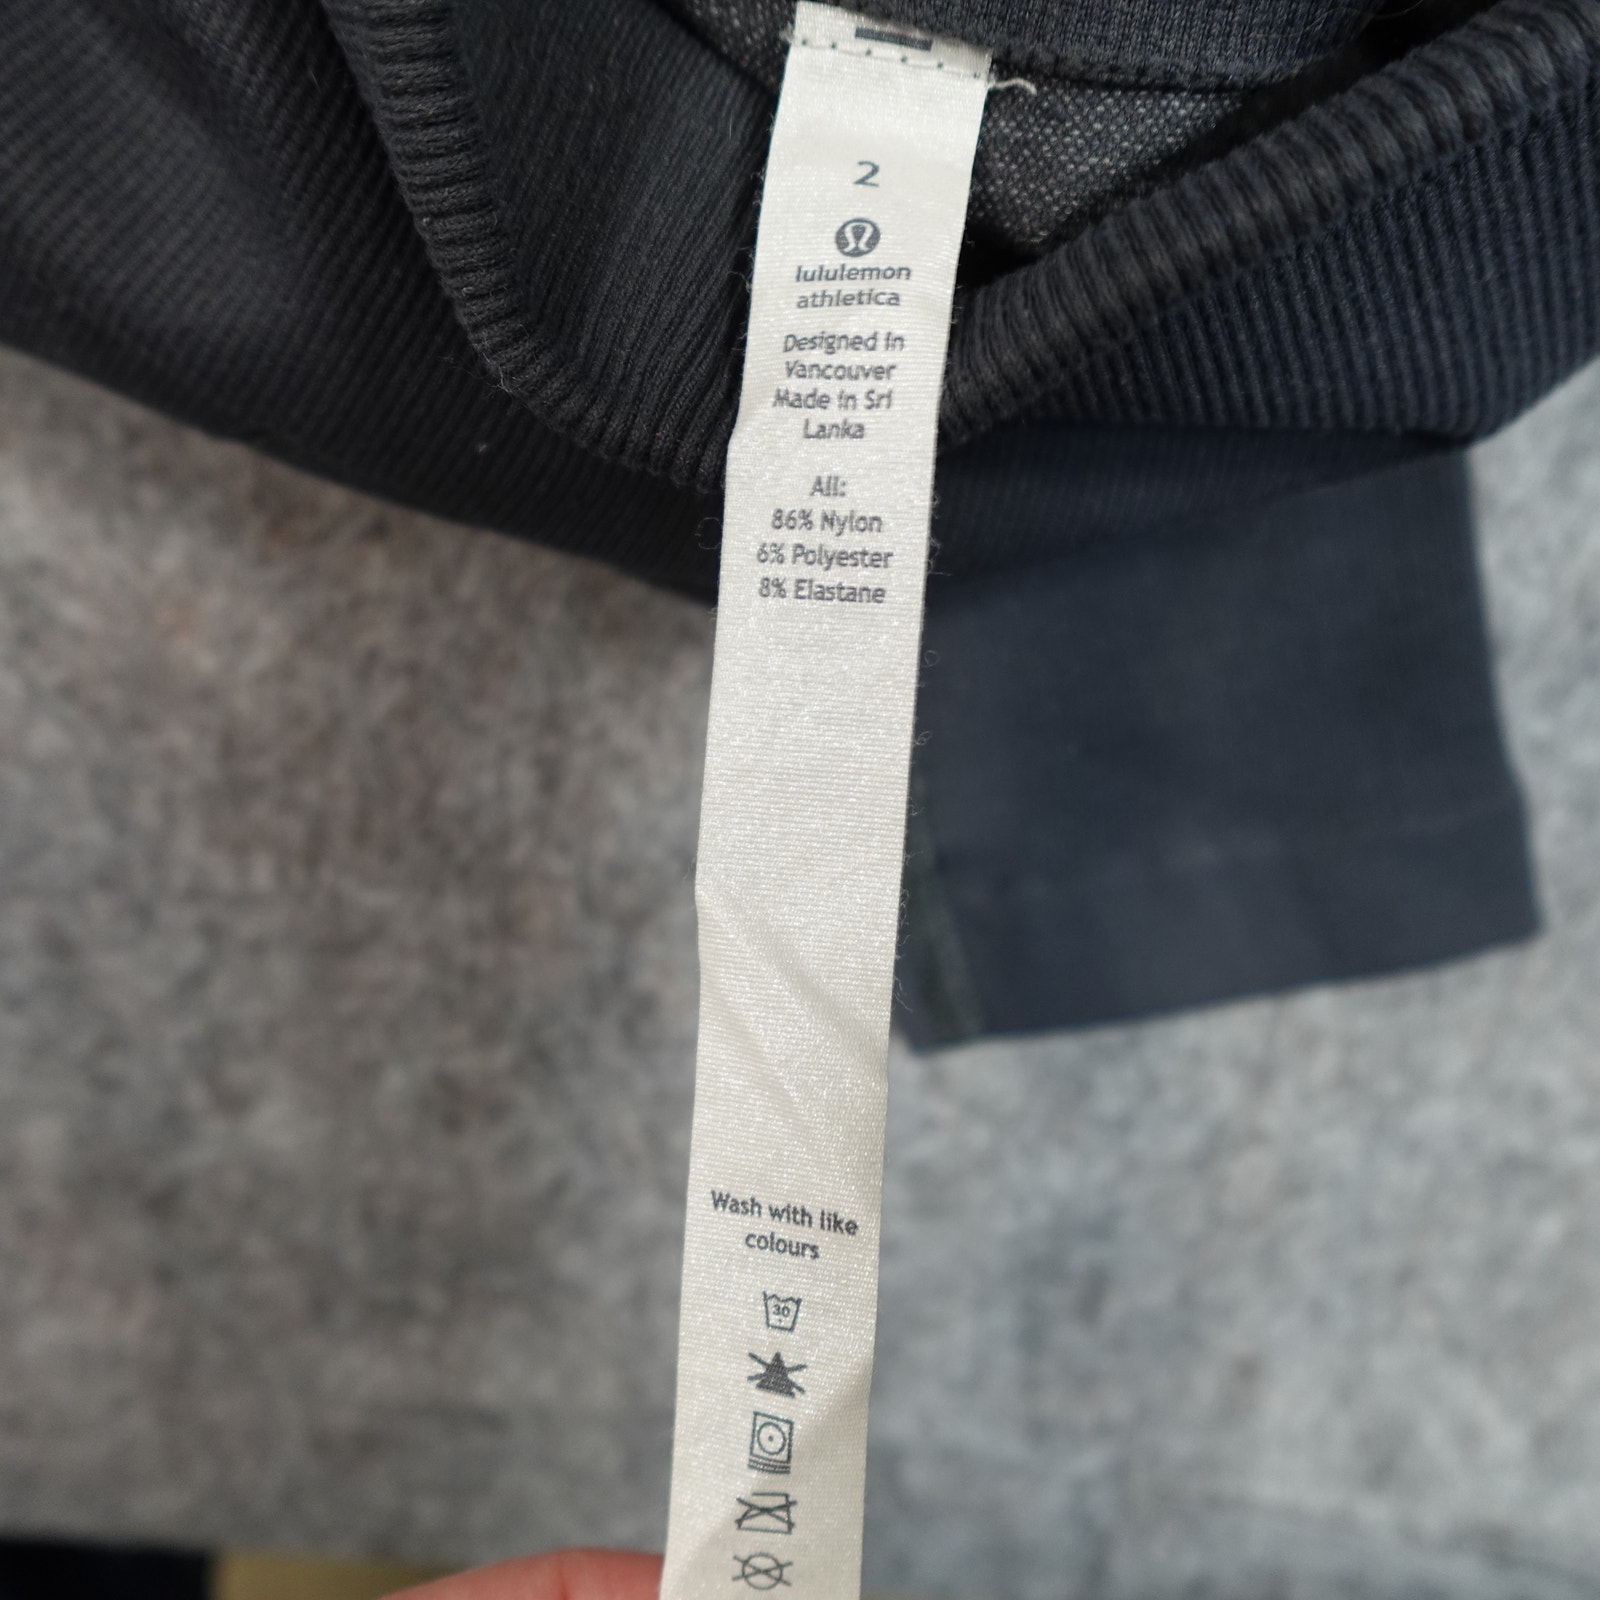 2
lululemon
athletica
Designed in
Vancouver
Made in Sri
Lanka
All:
86% Nylon
6% Polyester
8% Elastane
Wash with like
colours
30